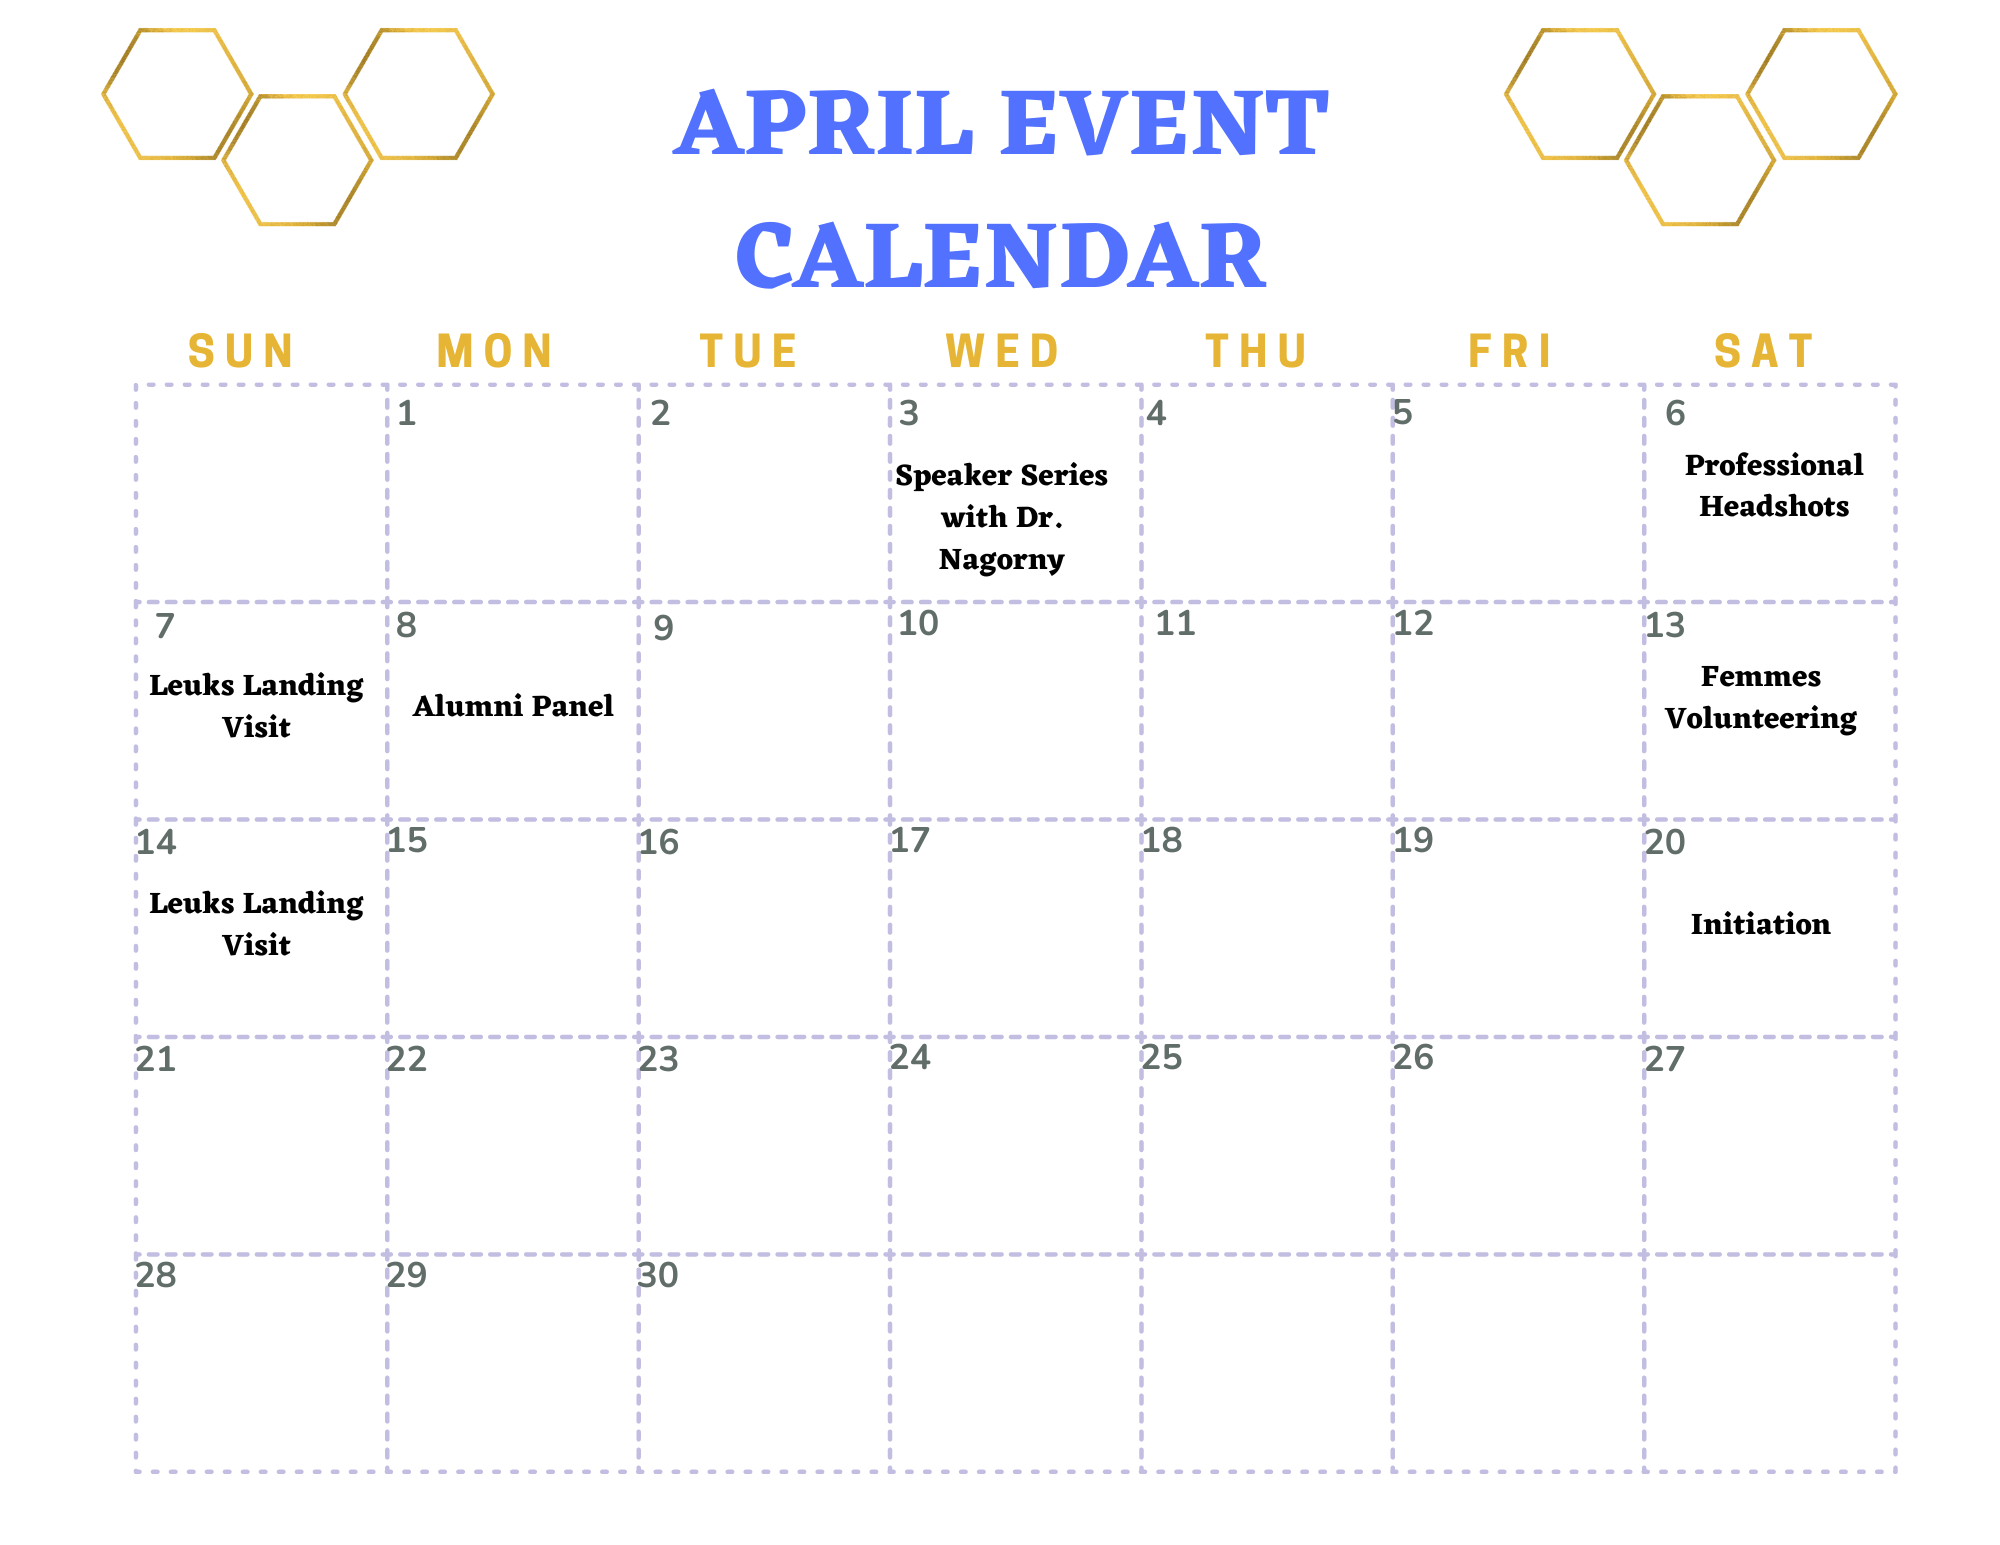 APRIL EVENT
CALENDAR
SUN MON TUE WED THU FRI SAT
1 2 3 4 5 6
Speaker Series
with Dr.
Nagorny
Professional
Headshots
7 8 9 10 11 12 13
Leuks Landing
Visit
Alumni Panel
Femmes
Volunteering
14 15 16 17 18 19 20
Leuks Landing
Visit
Initiation
21 22 23 24 25 26 27
28 29 30